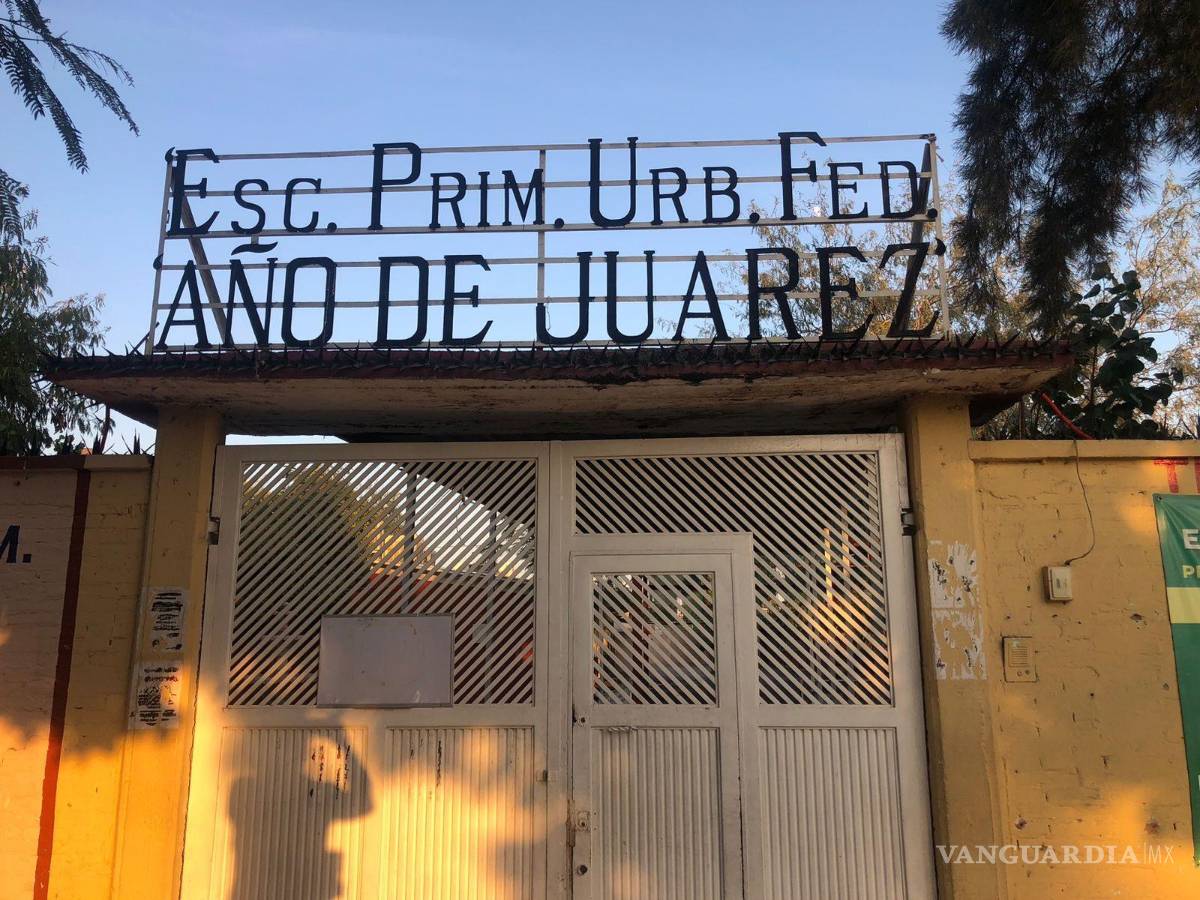 'ESC. PRIM. URB. FED.
AÑO DE JUAREZ'
M.
VANGUARDIA|MX